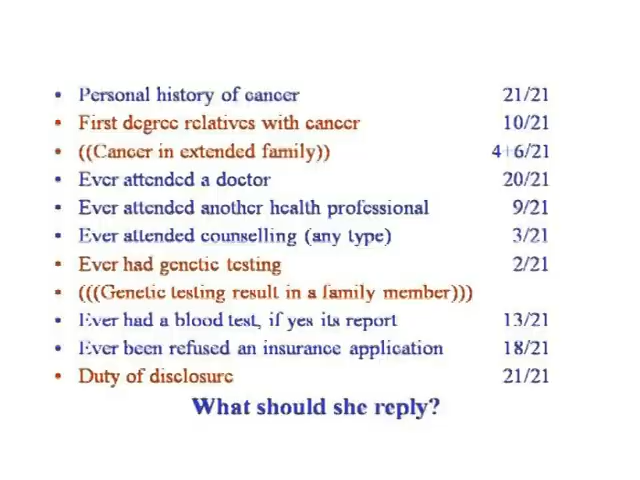 • Personal history of cancer 21/21
• First degree relatives with cancer 10/21
• ((Cancer in extended family)) 4+6/21
• Ever attended a doctor 20/21
• Ever attended another health professional 9/21
• Ever attended counselling (any type) 3/21
• Ever had genetic testing 2/21
• (((Genetic testing result in a family member)))
• Ever had a blood test, if yes its report 13/21
• Ever been refused an insurance application 18/21
• Duty of disclosure 21/21
What should she reply?